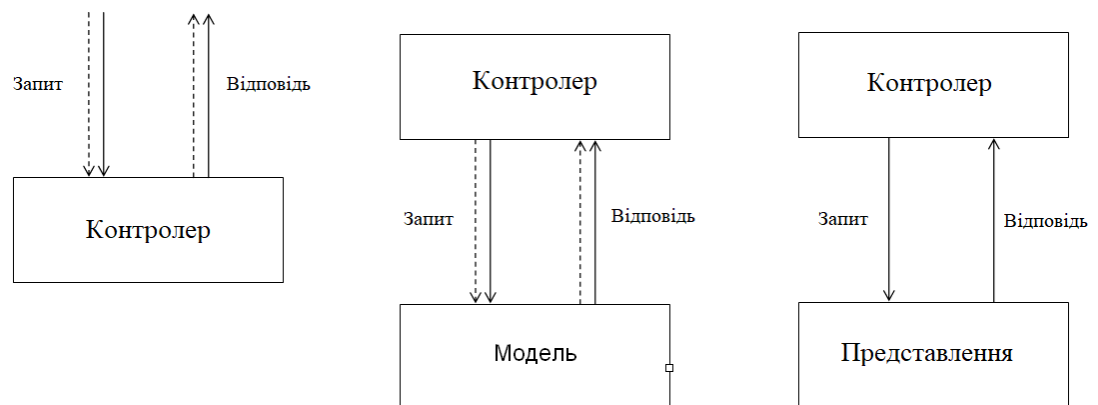 Запит
Відповідь
Контролер
Контролер
Запит
Відповідь
Модель
Контролер
Запит
Відповідь
Представлення